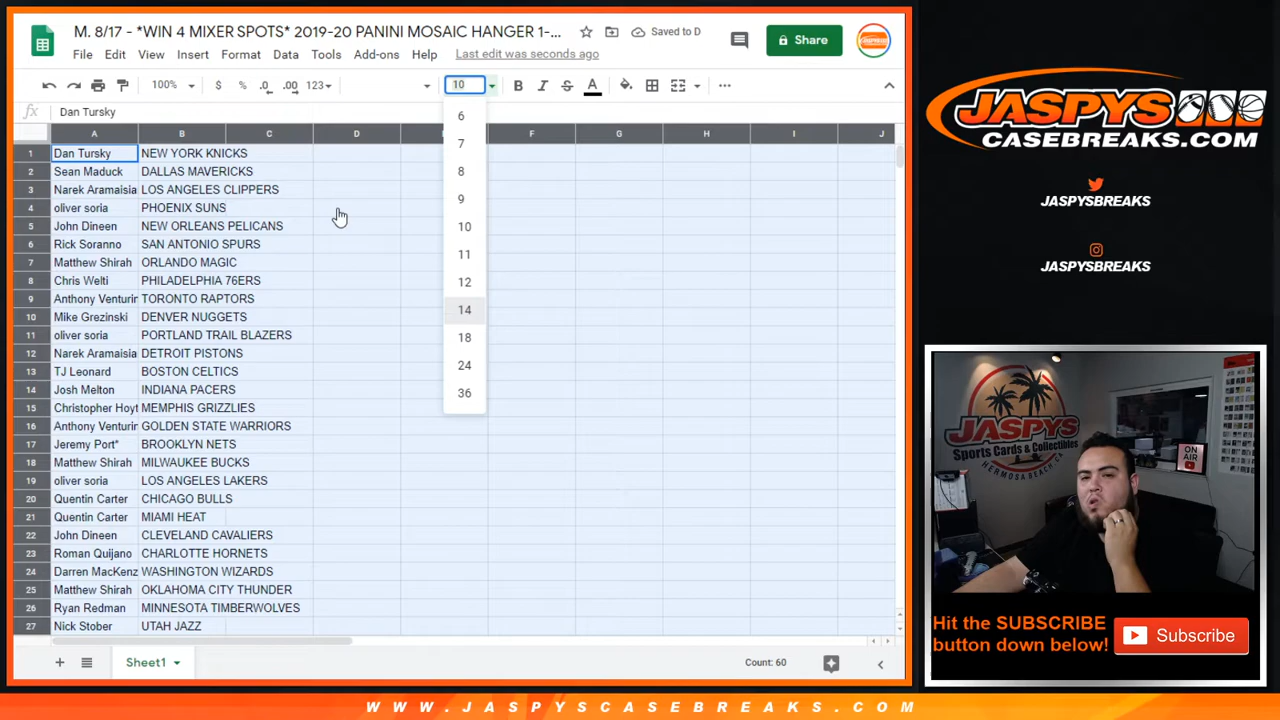 M. 8/17 - *WIN 4 MIXER SPOTS* 2019-20 PANINI MOSAIC HANGER 1-...
Saved to D
Share
File Edit View Insert Format Data Tools Add-ons Help Last edit was seconds ago
100% $ % .0 .00 123 10 B I S A
fx Dan Tursky
A B C D F G H I J
1 Dan Tursky NEW YORK KNICKS
2 Sean Maduck DALLAS MAVERICKS
3 Narek Aramaisia LOS ANGELES CLIPPERS
4 oliver soria PHOENIX SUNS
5 John Dineen NEW ORLEANS PELICANS
6 Rick Soranno SAN ANTONIO SPURS
7 Matthew Shirah ORLANDO MAGIC
8 Chris Welti PHILADELPHIA 76ERS
9 Anthony Venturin TORONTO RAPTORS
10 Mike Grezinski DENVER NUGGETS
11 oliver soria PORTLAND TRAIL BLAZERS
12 Narek Aramaisia DETROIT PISTONS
13 TJ Leonard BOSTON CELTICS
14 Josh Melton INDIANA PACERS
15 Christopher Hoyt MEMPHIS GRIZZLIES
16 Anthony Venturin GOLDEN STATE WARRIORS
17 Jeremy Port* BROOKLYN NETS
18 Matthew Shirah MILWAUKEE BUCKS
19 oliver soria LOS ANGELES LAKERS
20 Quentin Carter CHICAGO BULLS
21 Quentin Carter MIAMI HEAT
22 John Dineen CLEVELAND CAVALIERS
23 Roman Quijano CHARLOTTE HORNETS
24 Darren MacKenz WASHINGTON WIZARDS
25 Matthew Shirah OKLAHOMA CITY THUNDER
26 Ryan Redman MINNESOTA TIMBERWOLVES
27 Nick Stober UTAH JAZZ
6
7
8
9
10
11
12
14
18
24
36
Sheet1
Count: 60
JASPYS
CASEBREAKS.COM
JASPYSBREAKS
JASPYSBREAKS
JASPYS
Sports Cards & Collectibles
HERMOSA BEACH, CA
ON AIR
Hit the SUBSCRIBE
button down below!
Subscribe
WWW.JASPYSCASEBREAKS.COM